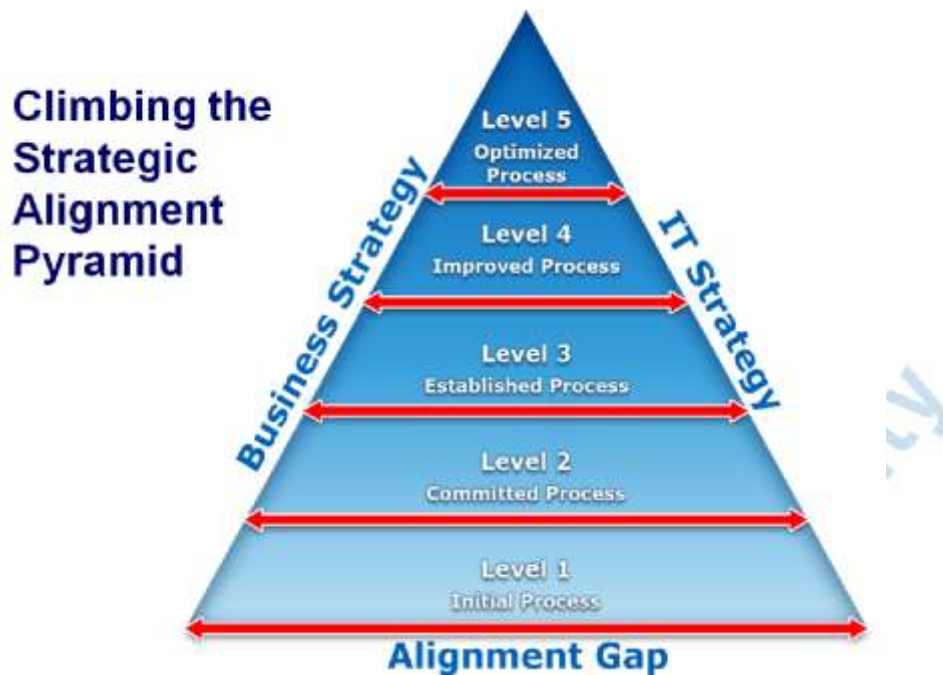 Climbing the
Strategic
Alignment
Pyramid
Level 5
Optimized
Process
Level 4
Improved Process
Level 3
Established Process
Level 2
Committed Process
Level 1
Initial Process
Business Strategy
IT Strategy
Alignment Gap